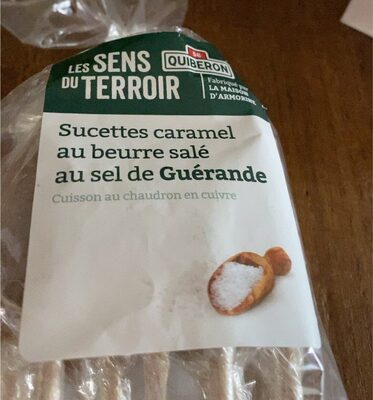 LES SENS
DU TERROIR
DE
QUIBERON
Fabriqué par
LA MAISON
D'ARMORINE
Sucettes caramel
au beurre salé
au sel de Guérande
Cuisson au chaudron en cuivre